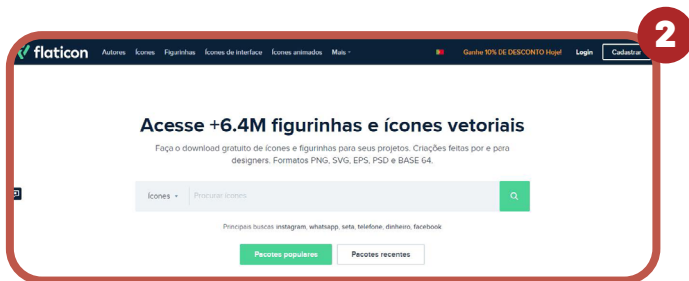 2
flaticon Autores Ícones Figurinhas Ícones de interface Ícones animados Mais Ganhe 10% DE DESCONTO Hoje! Login Cadastrar
Acesse +6.4M figurinhas e ícones vetoriais
Faça o download gratuito de ícones e figurinhas para seus projetos. Criações feitas por e para
designers. Formatos PNG, SVG, EPS, PSD e BASE 64.
Ícones Procurar ícones
Principais buscas instagram, whatsapp, seta, telefone, dinheiro, facebook
Pacotes populares Pacotes recentes